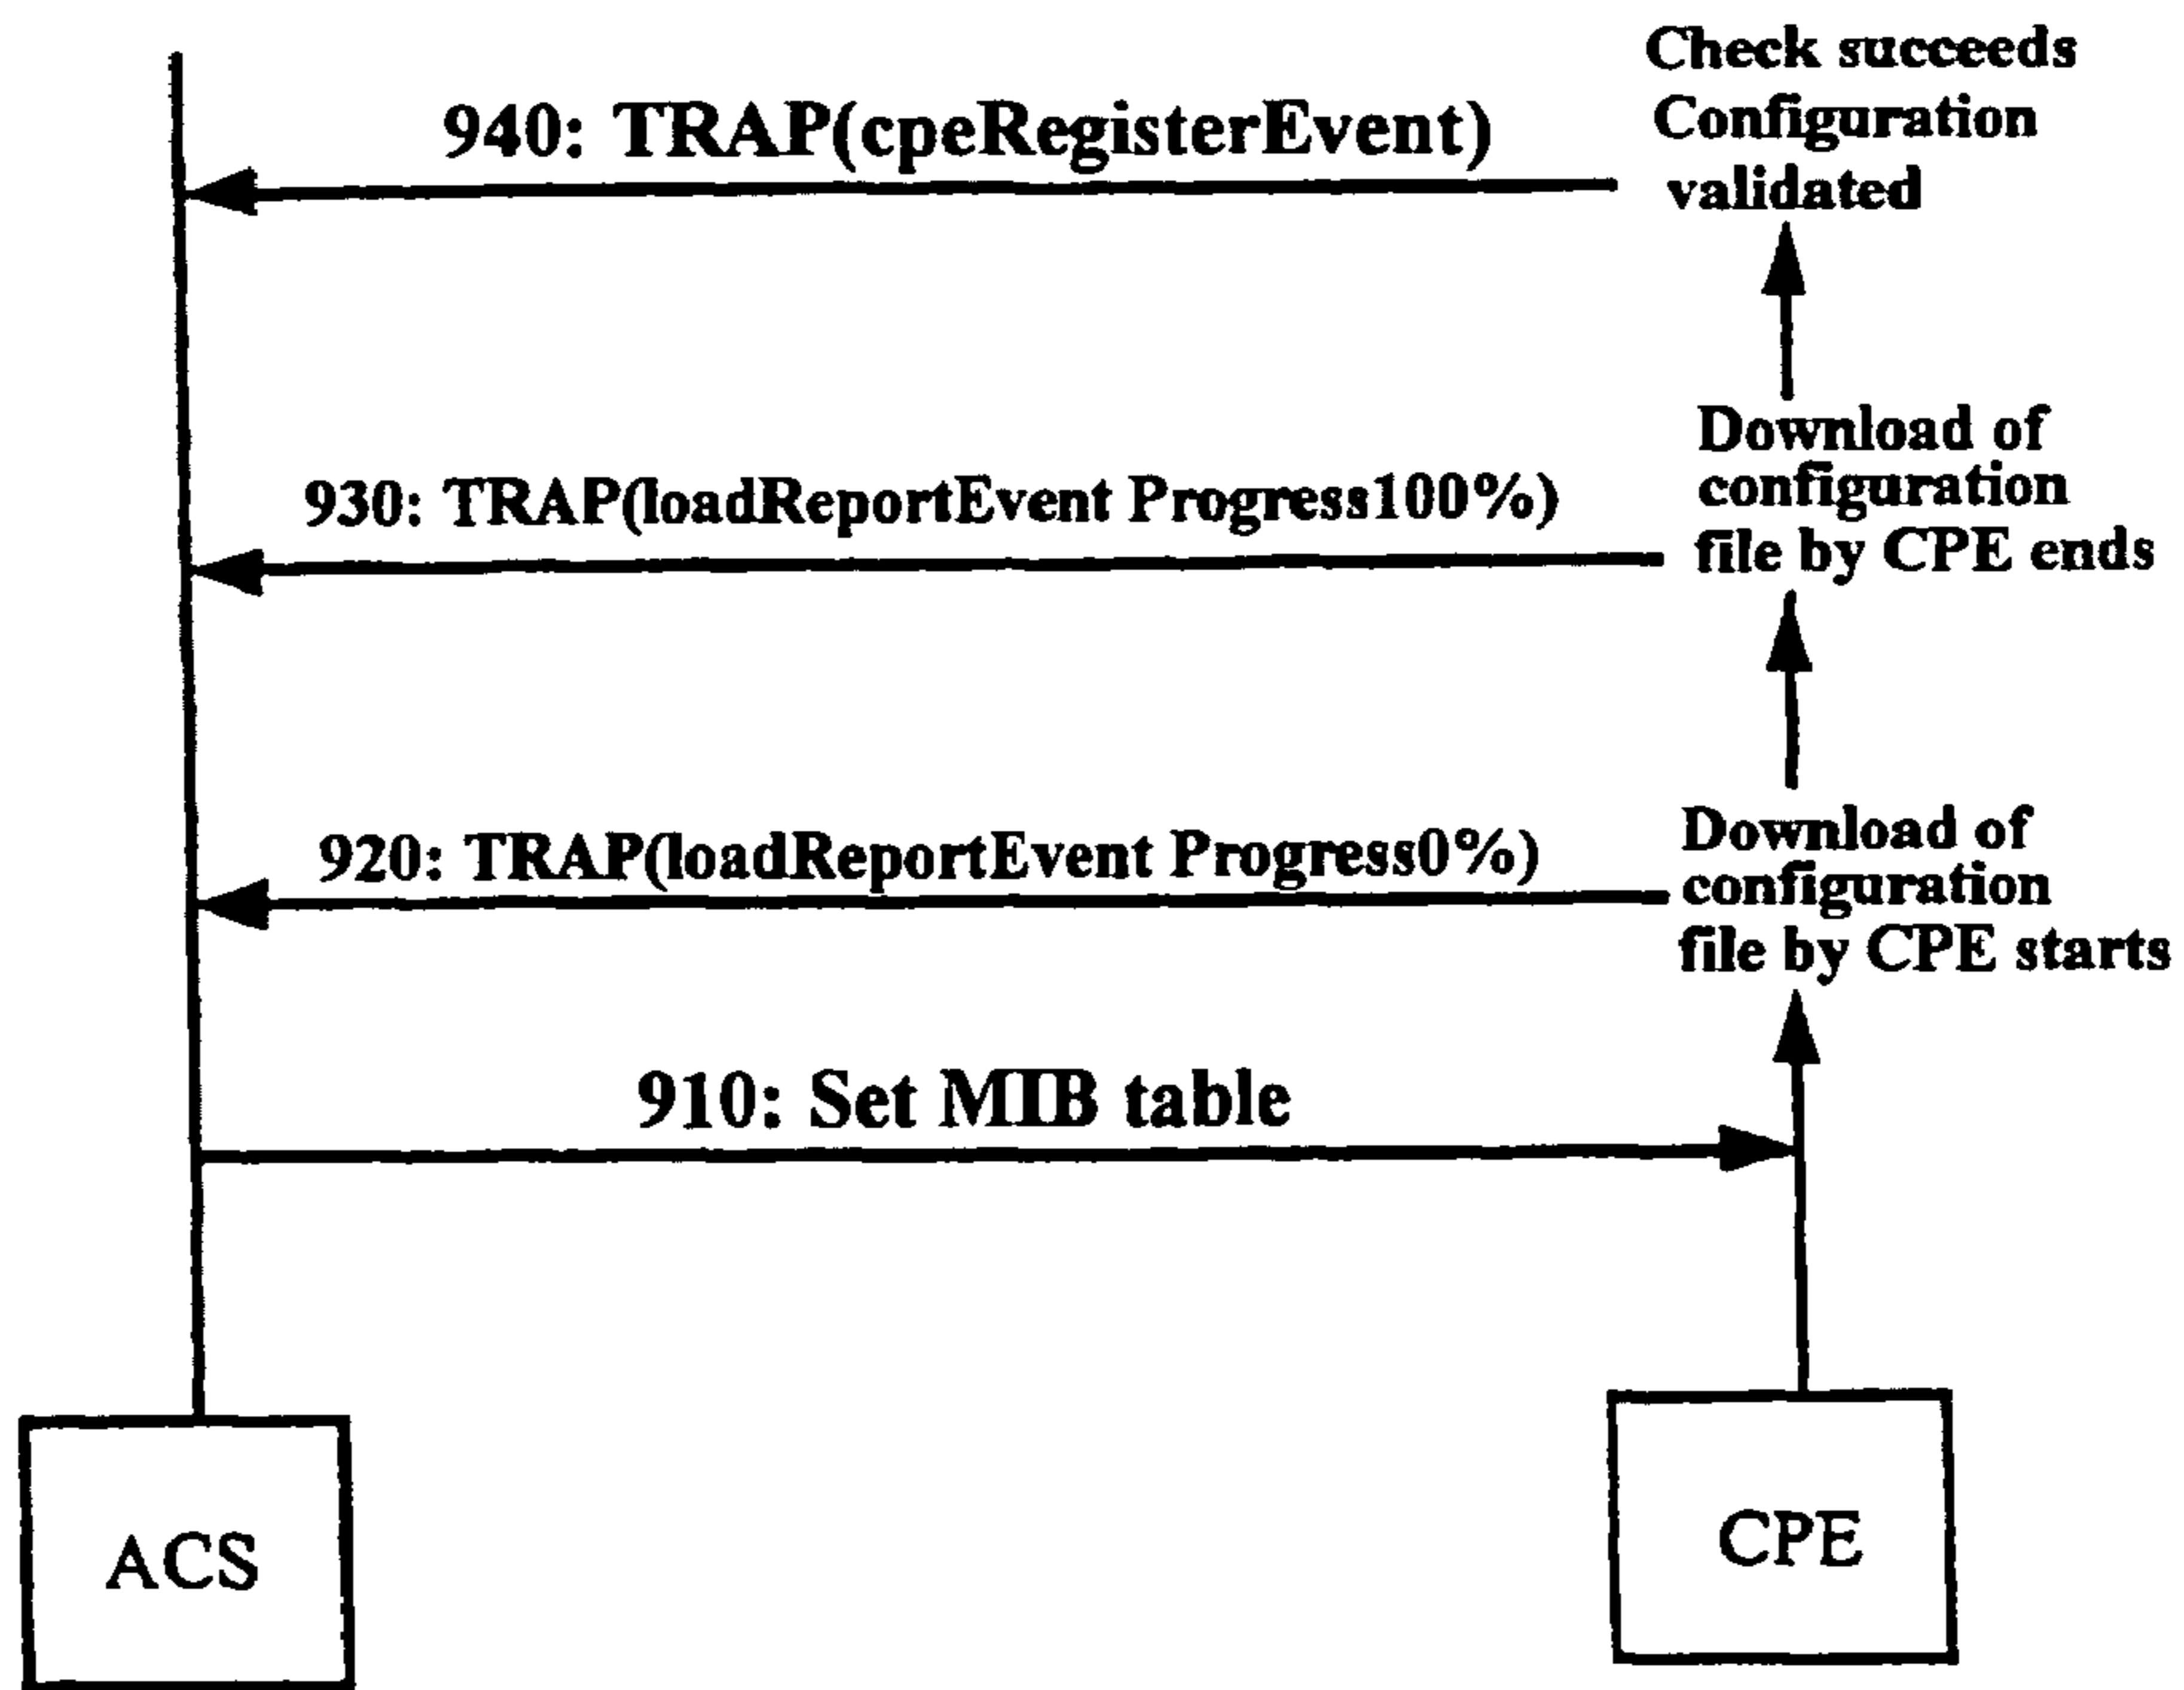 Check succeeds
940: TRAP(cpeRegisterEvent)
Configuration
validated
Download of
930: TRAP(loadReportEvent Progress100%)
configuration
file by CPE ends
Download of
920: TRAP(loadReportEvent Progress0%)
configuration
file by CPE starts
910: Set MIB table
ACS
CPE